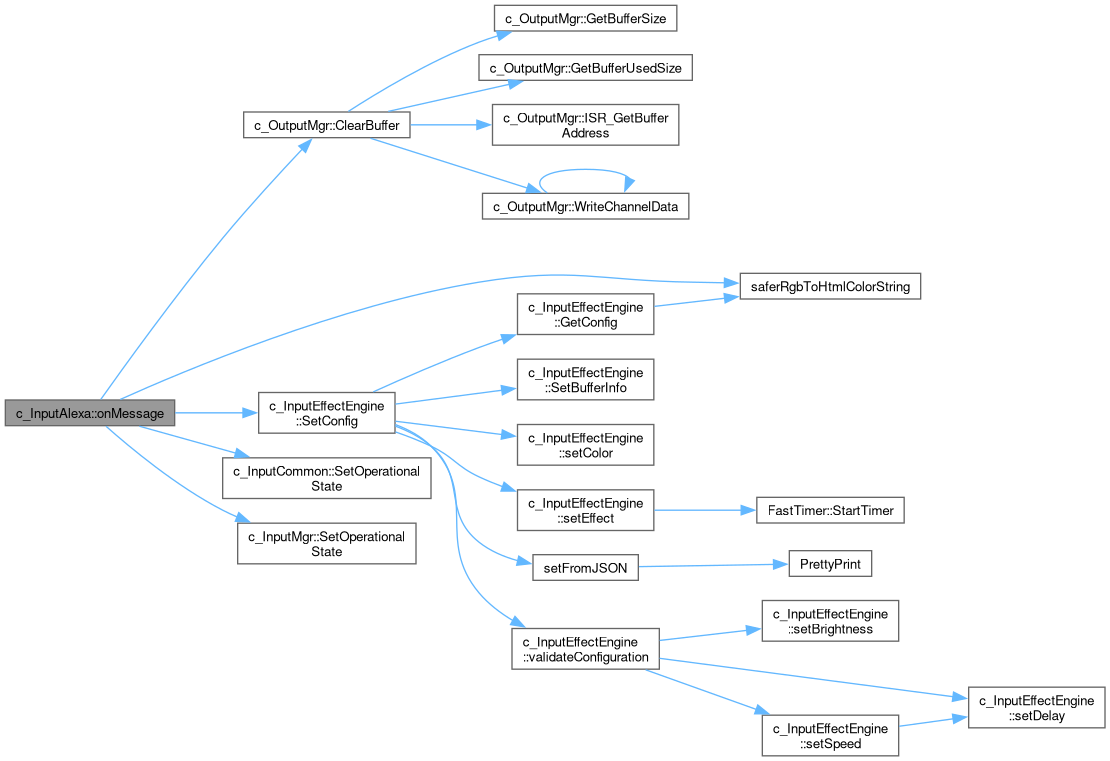 c_OutputMgr::GetBufferSize
c_OutputMgr::GetBufferUsedSize
c_OutputMgr::ClearBuffer
c_OutputMgr::ISR_GetBuffer
Address
c_OutputMgr::WriteChannelData
saferRgbToHtmlColorString
c_InputEffectEngine
::GetConfig
c_InputEffectEngine
::SetBufferInfo
c_InputAlexa::onMessage
c_InputEffectEngine
::SetConfig
c_InputEffectEngine
::setColor
c_InputCommon::SetOperational
State
c_InputEffectEngine
::setEffect
FastTimer::StartTimer
c_InputMgr::SetOperational
State
setFromJSON
PrettyPrint
c_InputEffectEngine
::setBrightness
c_InputEffectEngine
::validateConfiguration
c_InputEffectEngine
::setDelay
c_InputEffectEngine
::setSpeed